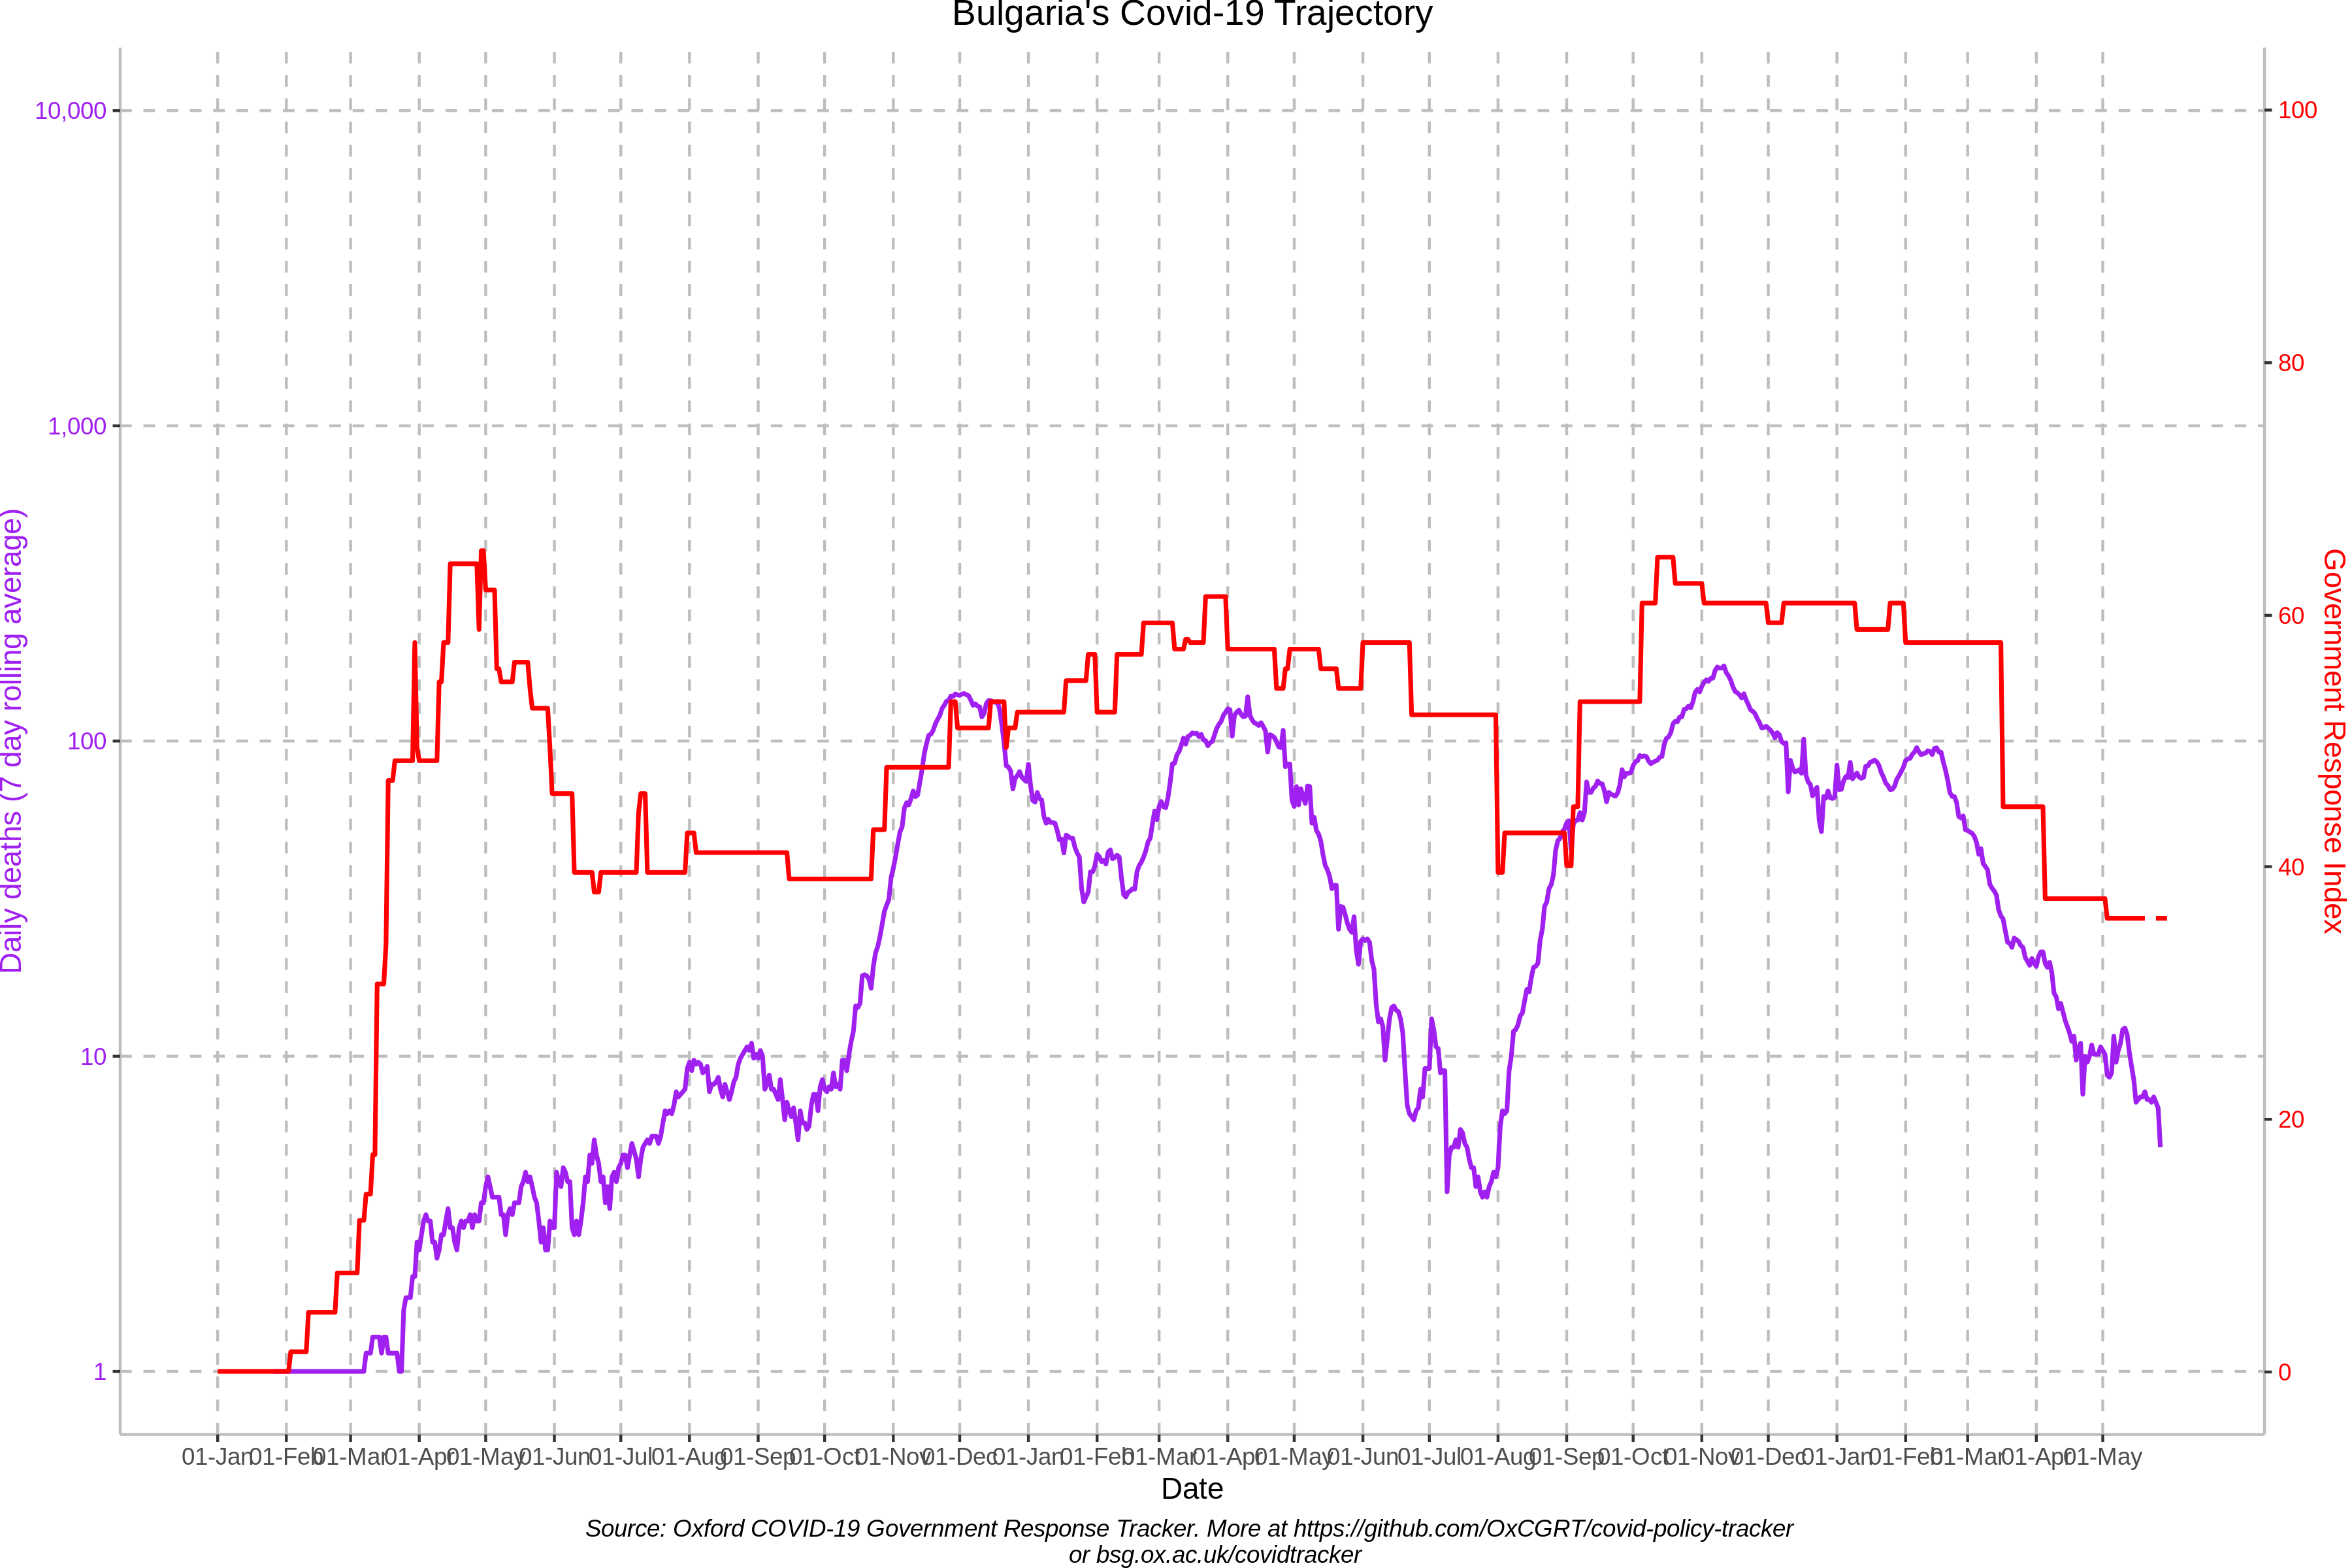 Bulgaria's Covid-19 Trajectory
Daily deaths (7 day rolling average)
10,000
1,000
100
10
1
100
80
60
40
20
0
Government Response Index
01-Jan 01-Feb 01-Mar 01-Apr 01-May 01-Jun 01-Jul 01-Aug 01-Sep 01-Oct 01-Nov 01-Dec 01-Jan 01-Feb 01-Mar 01-Apr 01-May 01-Jun 01-Jul 01-Aug 01-Sep 01-Oct 01-Nov 01-Dec 01-Jan 01-Feb 01-Mar 01-Apr 01-May
Date
Source: Oxford COVID-19 Government Response Tracker. More at https://github.com/OxCGRT/covid-policy-tracker
or bsg.ox.ac.uk/covidtracker